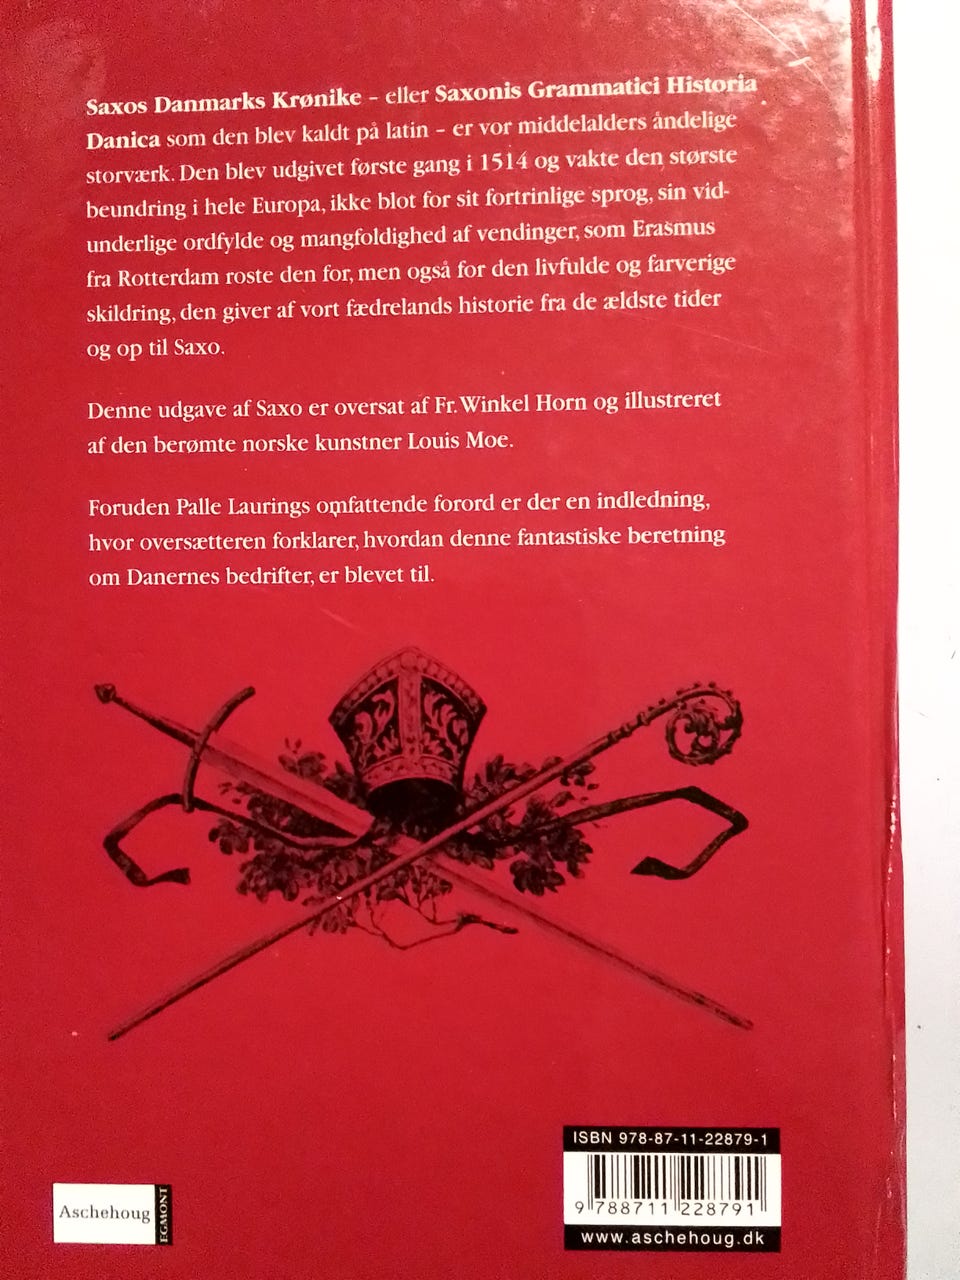 Saxos Danmarks Krønike – eller Saxonis Grammatici Historia
Danica som den blev kaldt på latin – er vor middelalders åndelige
storværk. Den blev udgivet første gang i 1514 og vakte den største
beundring i hele Europa, ikke blot for sit fortrinlige sprog, sin vid-
underlige ordfylde og mangfoldighed af vendinger, som Erasmus
fra Rotterdam roste den for, men også for den livfulde og farverige
skildring, den giver af vort fædrelands historie fra de ældste tider
og op til Saxo.
Denne udgave af Saxo er oversat af Fr. Winkel Horn og illustreret
af den berømte norske kunstner Louis Moe.
Foruden Palle Laurings omfattende forord er der en indledning,
hvor oversætteren forklarer, hvordan denne fantastiske beretning
om Danernes bedrifter, er blevet til.
ISBN 978-87-11-22879-1
9 788711 228791
www.aschehoug.dk
Aschehoug
EGMONT